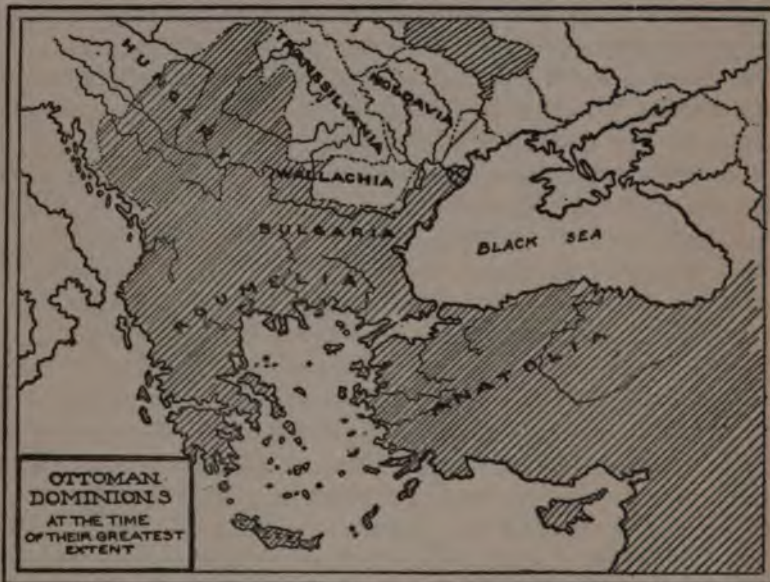 HUNGARY
TRANSSILVANIA
MOLDAVIA
WALLACHIA
BULGARIA
BLACK SEA
ROUMELIA
ANATOLIA
OTTOMAN
DOMINIONS
AT THE TIME
OF THEIR GREATEST
EXTENT